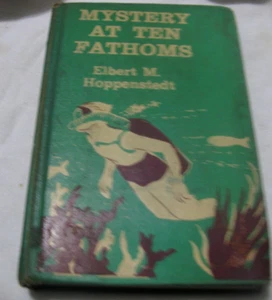 MYSTERY
AT TEN
FATHOMS
Elbert M.
Hoppenstedt